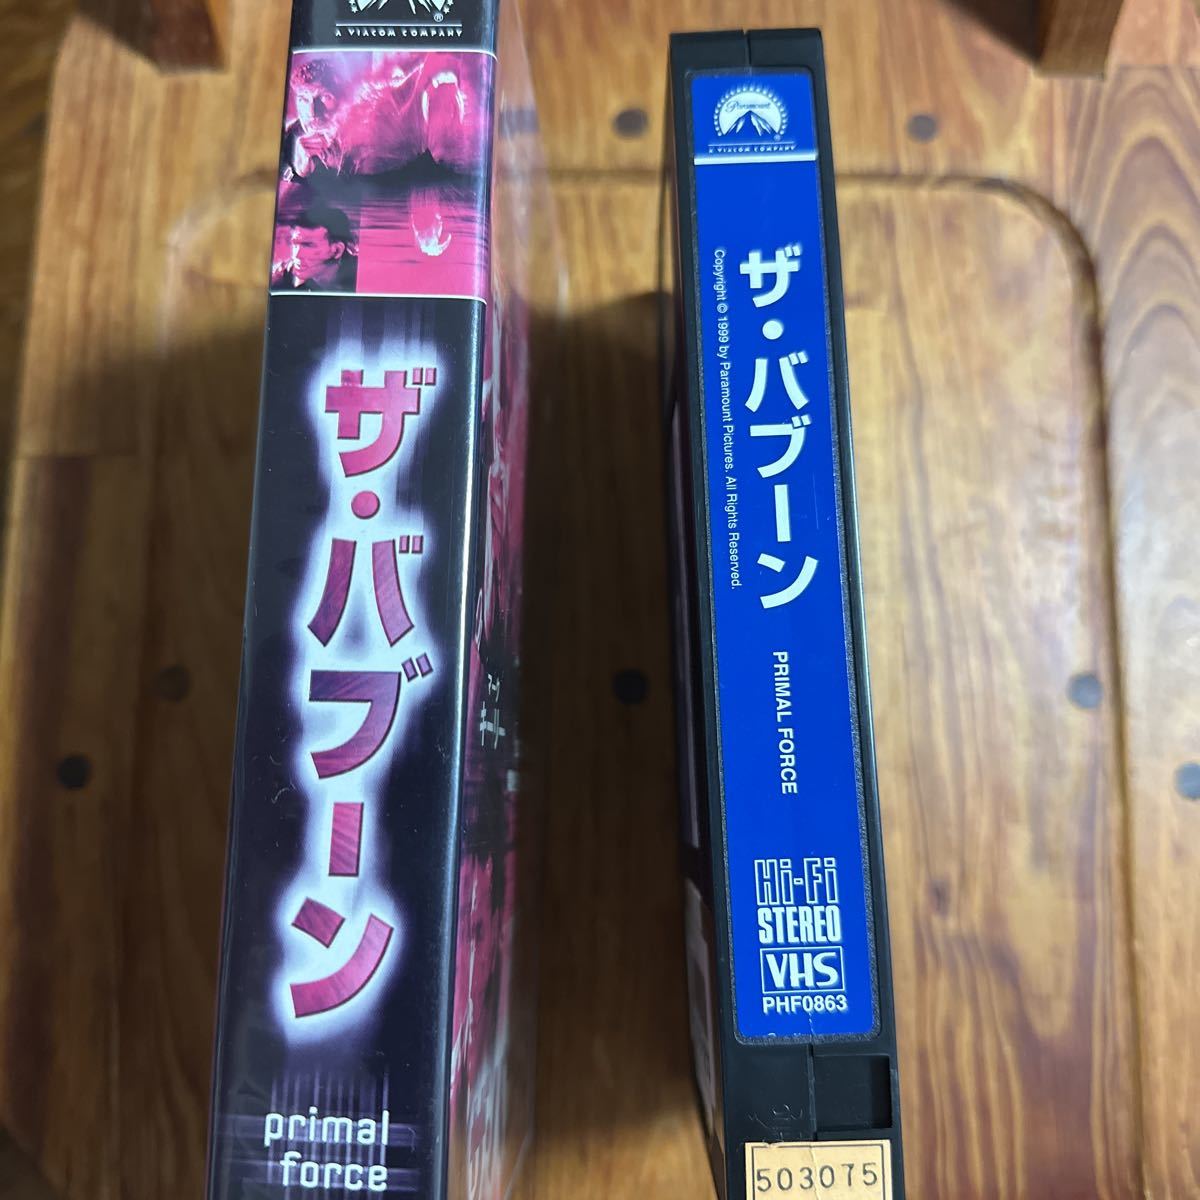 A VIACOM COMPANY
ザ・バブーン
primal
force
Paramount
A VIACOM COMPANY
ザ・バブーン
Copyright © 1999 by Paramount Pictures. All Rights Reserved.
PRIMAL FORCE
Hi-Fi
STEREO
VHS
PHF0863
503075